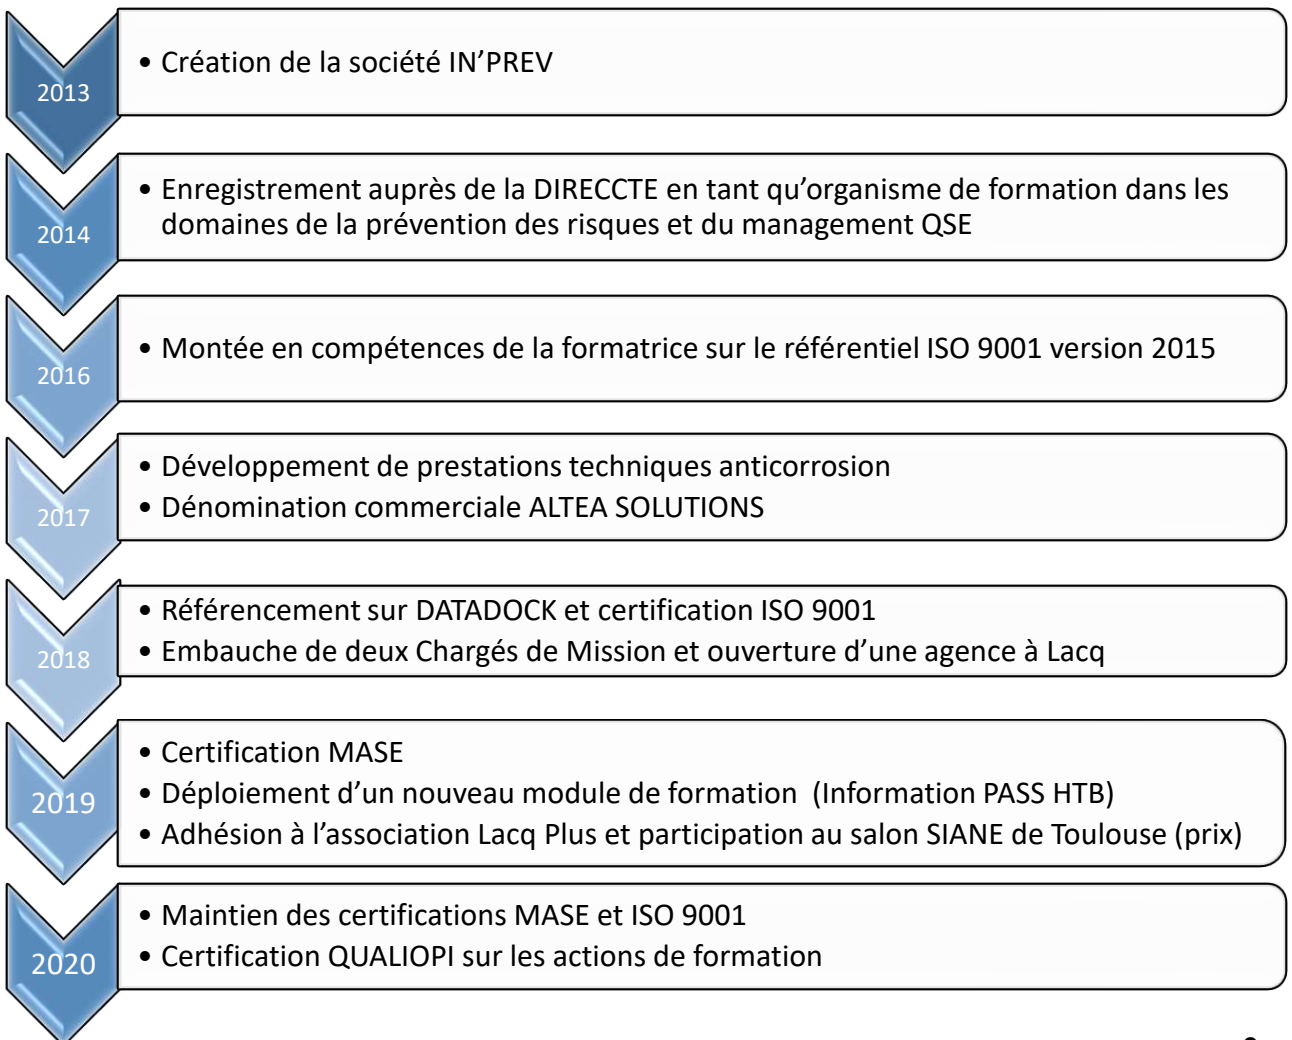 2013
• Création de la société IN’PREV
2014
• Enregistrement auprès de la DIRECCTE en tant qu’organisme de formation dans les
domaines de la prévention des risques et du management QSE
2016
• Montée en compétences de la formatrice sur le référentiel ISO 9001 version 2015
2017
• Développement de prestations techniques anticorrosion
• Dénomination commerciale ALTEA SOLUTIONS
2018
• Référencement sur DATADOCK et certification ISO 9001
• Embauche de deux Chargés de Mission et ouverture d’une agence à Lacq
2019
• Certification MASE
• Déploiement d’un nouveau module de formation (Information PASS HTB)
• Adhésion à l’association Lacq Plus et participation au salon SIANE de Toulouse (prix)
2020
• Maintien des certifications MASE et ISO 9001
• Certification QUALIOPI sur les actions de formation